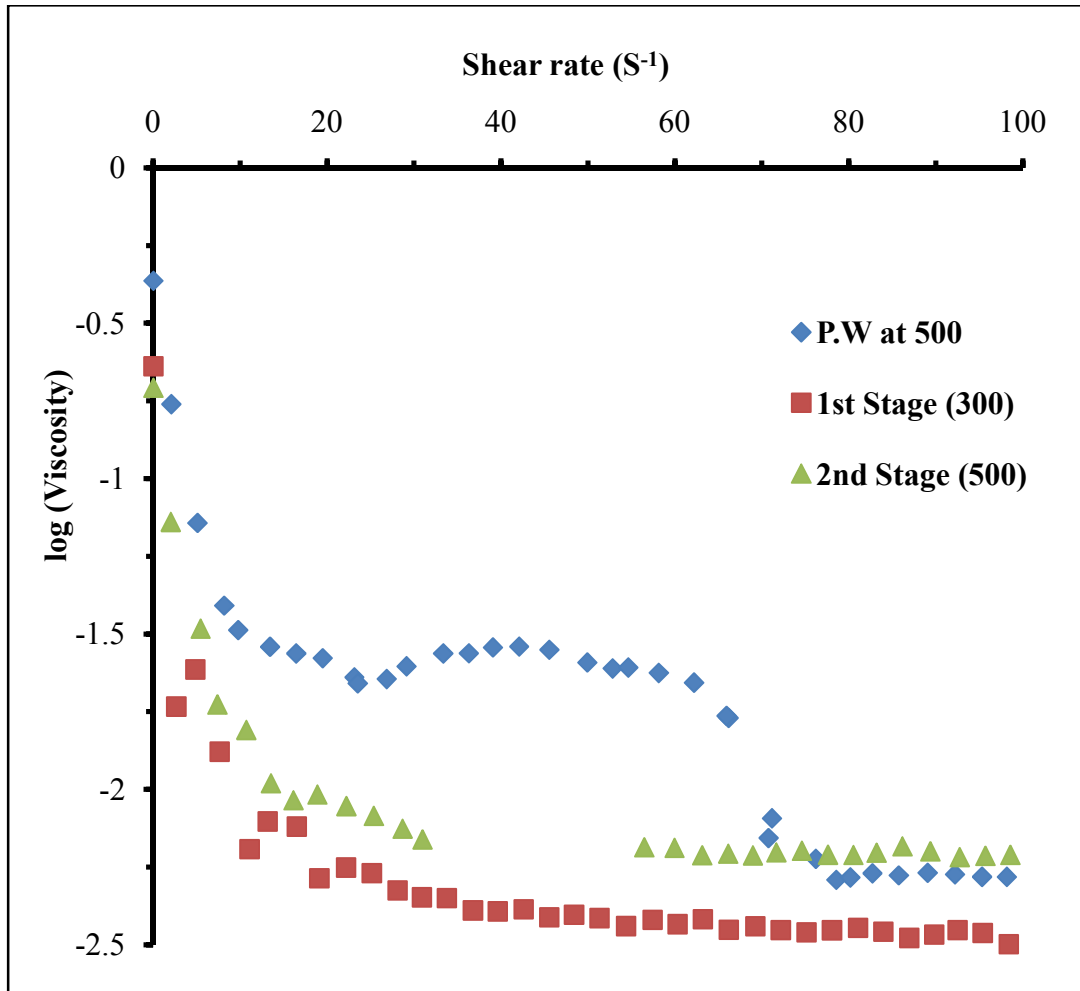 Shear rate (S-1)
0 20 40 60 80 100
0
-0.5
-1
-1.5
-2
-2.5
log (Viscosity)
P.W at 500
1st Stage (300)
2nd Stage (500)